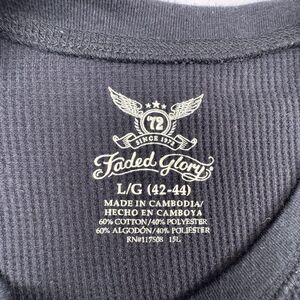 '72
SINCE 1972
Faded Glory
L/G (42-44)
MADE IN CAMBODIA/
HECHO EN CAMBOYA
60% COTTON/40% POLYESTER
60% ALGODÓN/40% POLIÉSTER
RN#117508 15L